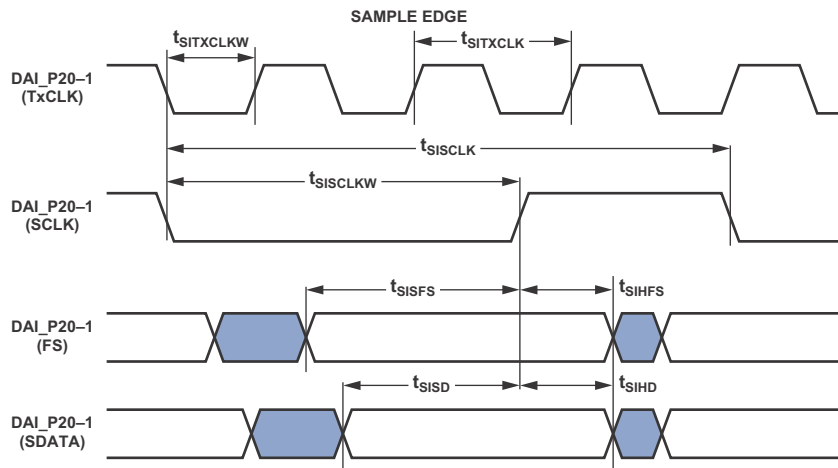 SAMPLE EDGE
tSITXCLKW
tSITXCLK
DAI_P20–1
(TxCLK)
tSISCLK
tSISCLKW
DAI_P20–1
(SCLK)
tSISFS
tSIHFS
DAI_P20–1
(FS)
tSISD
tSIHD
DAI_P20–1
(SDATA)